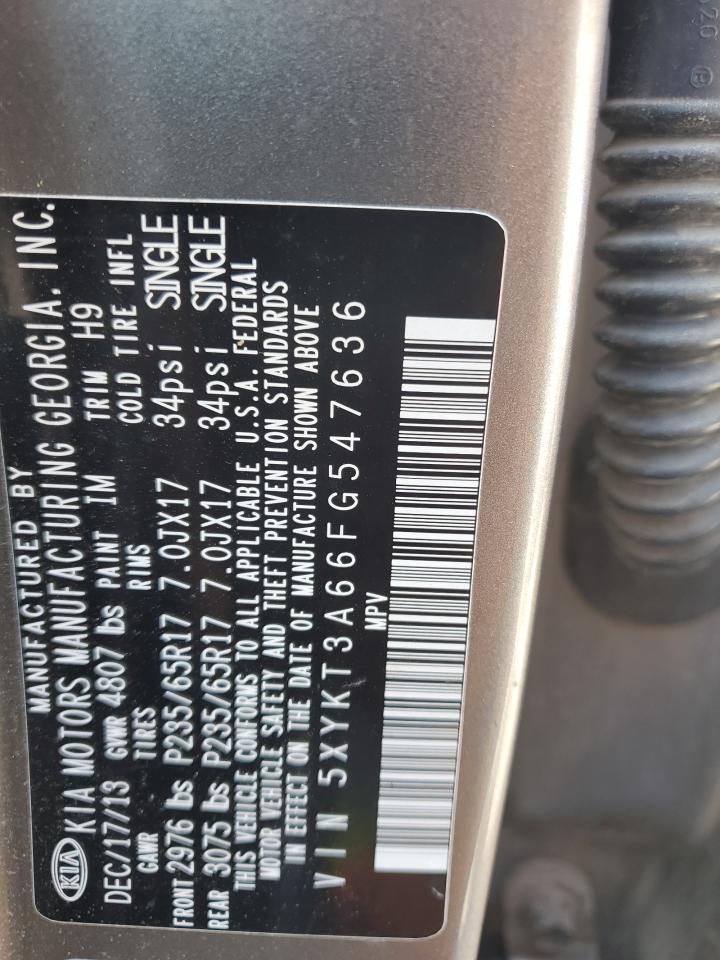 MANUFACTURED BY
KIA KIA MOTORS MANUFACTURING GEORGIA, INC.
DEC/17/13 GVWR 4807 lbs PAINT IM TRIM H9
GAWR TIRES RIMS COLD TIRE INFL
FRONT 2976 lbs P235/65R17 7.0JX17 34psi SINGLE
REAR 3075 lbs P235/65R17 7.0JX17 34psi SINGLE
THIS VEHICLE CONFORMS TO ALL APPLICABLE U.S.A. FEDERAL
MOTOR VEHICLE SAFETY AND THEFT PREVENTION STANDARDS
IN EFFECT ON THE DATE OF MANUFACTURE SHOWN ABOVE
VIN 5XYKT3A66FG547636
MPV